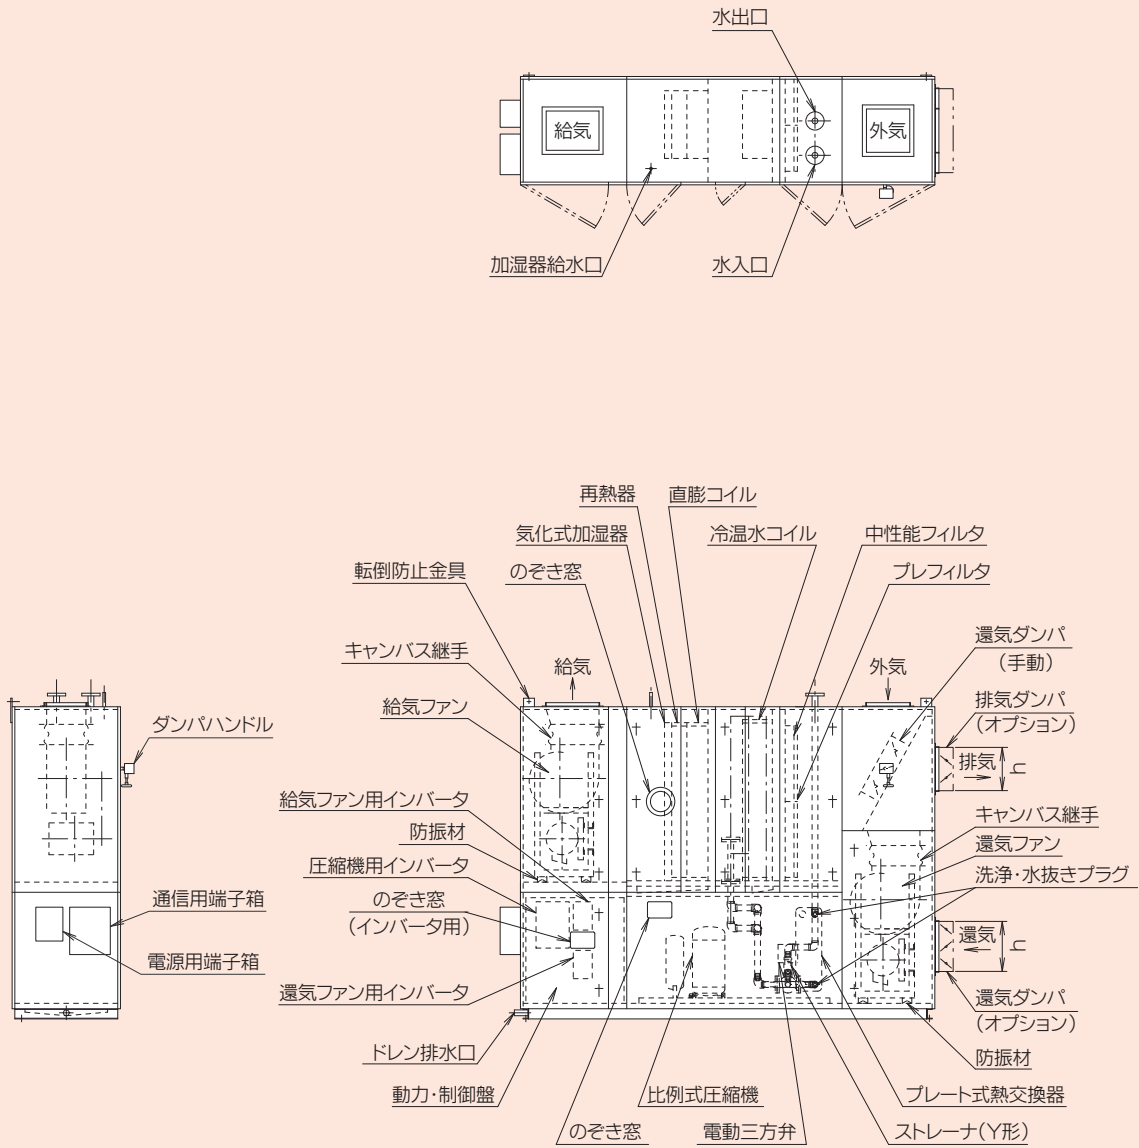 水出口
給気
外気
加湿器給水口
水入口
再熱器
直膨コイル
気化式加湿器
冷温水コイル
中性能フィルタ
転倒防止金具
のぞき窓
プレフィルタ
キャンバス継手
給気
外気
還気ダンパ
(手動)
給気ファン
排気ダンパ
(オプション)
ダンパハンドル
排気
h
給気ファン用インバータ
キャンバス継手
防振材
還気ファン
圧縮機用インバータ
洗浄・水抜きプラグ
通信用端子箱
のぞき窓
(インバータ用)
還気
h
電源用端子箱
還気ファン用インバータ
還気ダンパ
(オプション)
ドレン排水口
防振材
動力・制御盤
比例式圧縮機
プレート式熱交換器
のぞき窓
電動三方弁
ストレーナ(Y形)